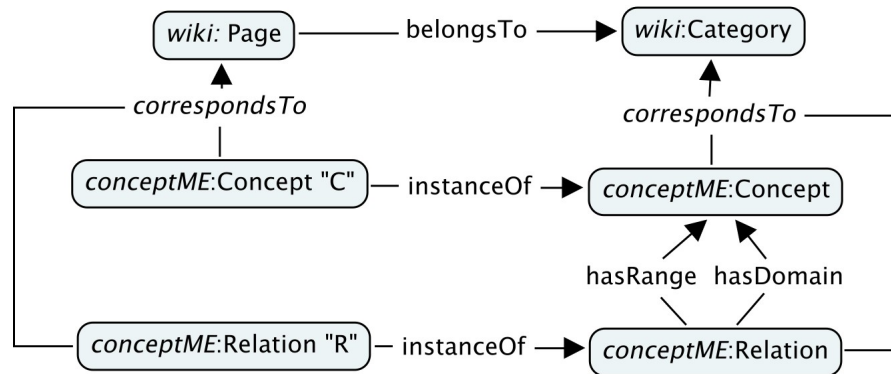 wiki: Page
belongsTo
wiki:Category
correspondsTo
correspondsTo
conceptME:Concept "C"
instanceOf
conceptME:Concept
hasRange
hasDomain
conceptME:Relation "R"
instanceOf
conceptME:Relation